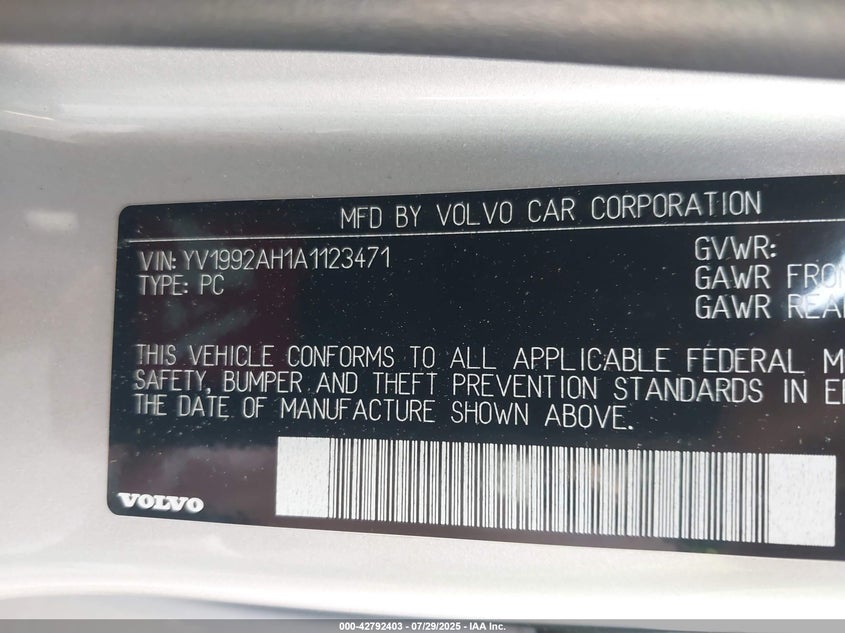 MFD BY VOLVO CAR CORPORATION
VIN: YV1992AH1A1123471
TYPE: PC
GVWR:
GAWR FRON
GAWR REAR
THIS VEHICLE CONFORMS TO ALL APPLICABLE FEDERAL M
SAFETY, BUMPER AND THEFT PREVENTION STANDARDS IN E
THE DATE OF MANUFACTURE SHOWN ABOVE.
VOLVO
000-42792403 - 07/29/2025 - IAA Inc.